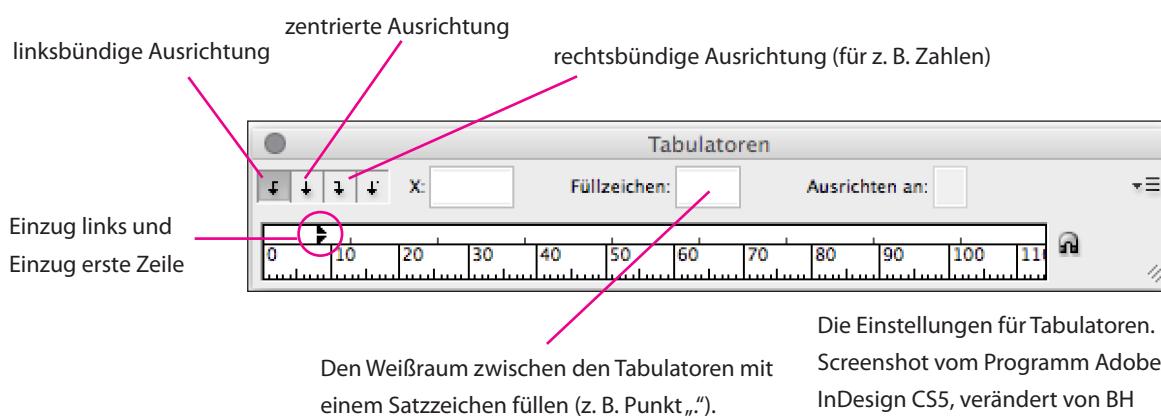 zentrierte Ausrichtung
linksbündige Ausrichtung
rechtsbündige Ausrichtung (für z. B. Zahlen)
Tabulatoren
X: Füllzeichen: Ausrichten an:
Einzug links und
Einzug erste Zeile
0 10 20 30 40 50 60 70 80 90 100 11
Den Weißraum zwischen den Tabulatoren mit
einem Satzzeichen füllen (z. B. Punkt „.“).
Die Einstellungen für Tabulatoren.
Screenshot vom Programm Adobe
InDesign CS5, verändert von BH